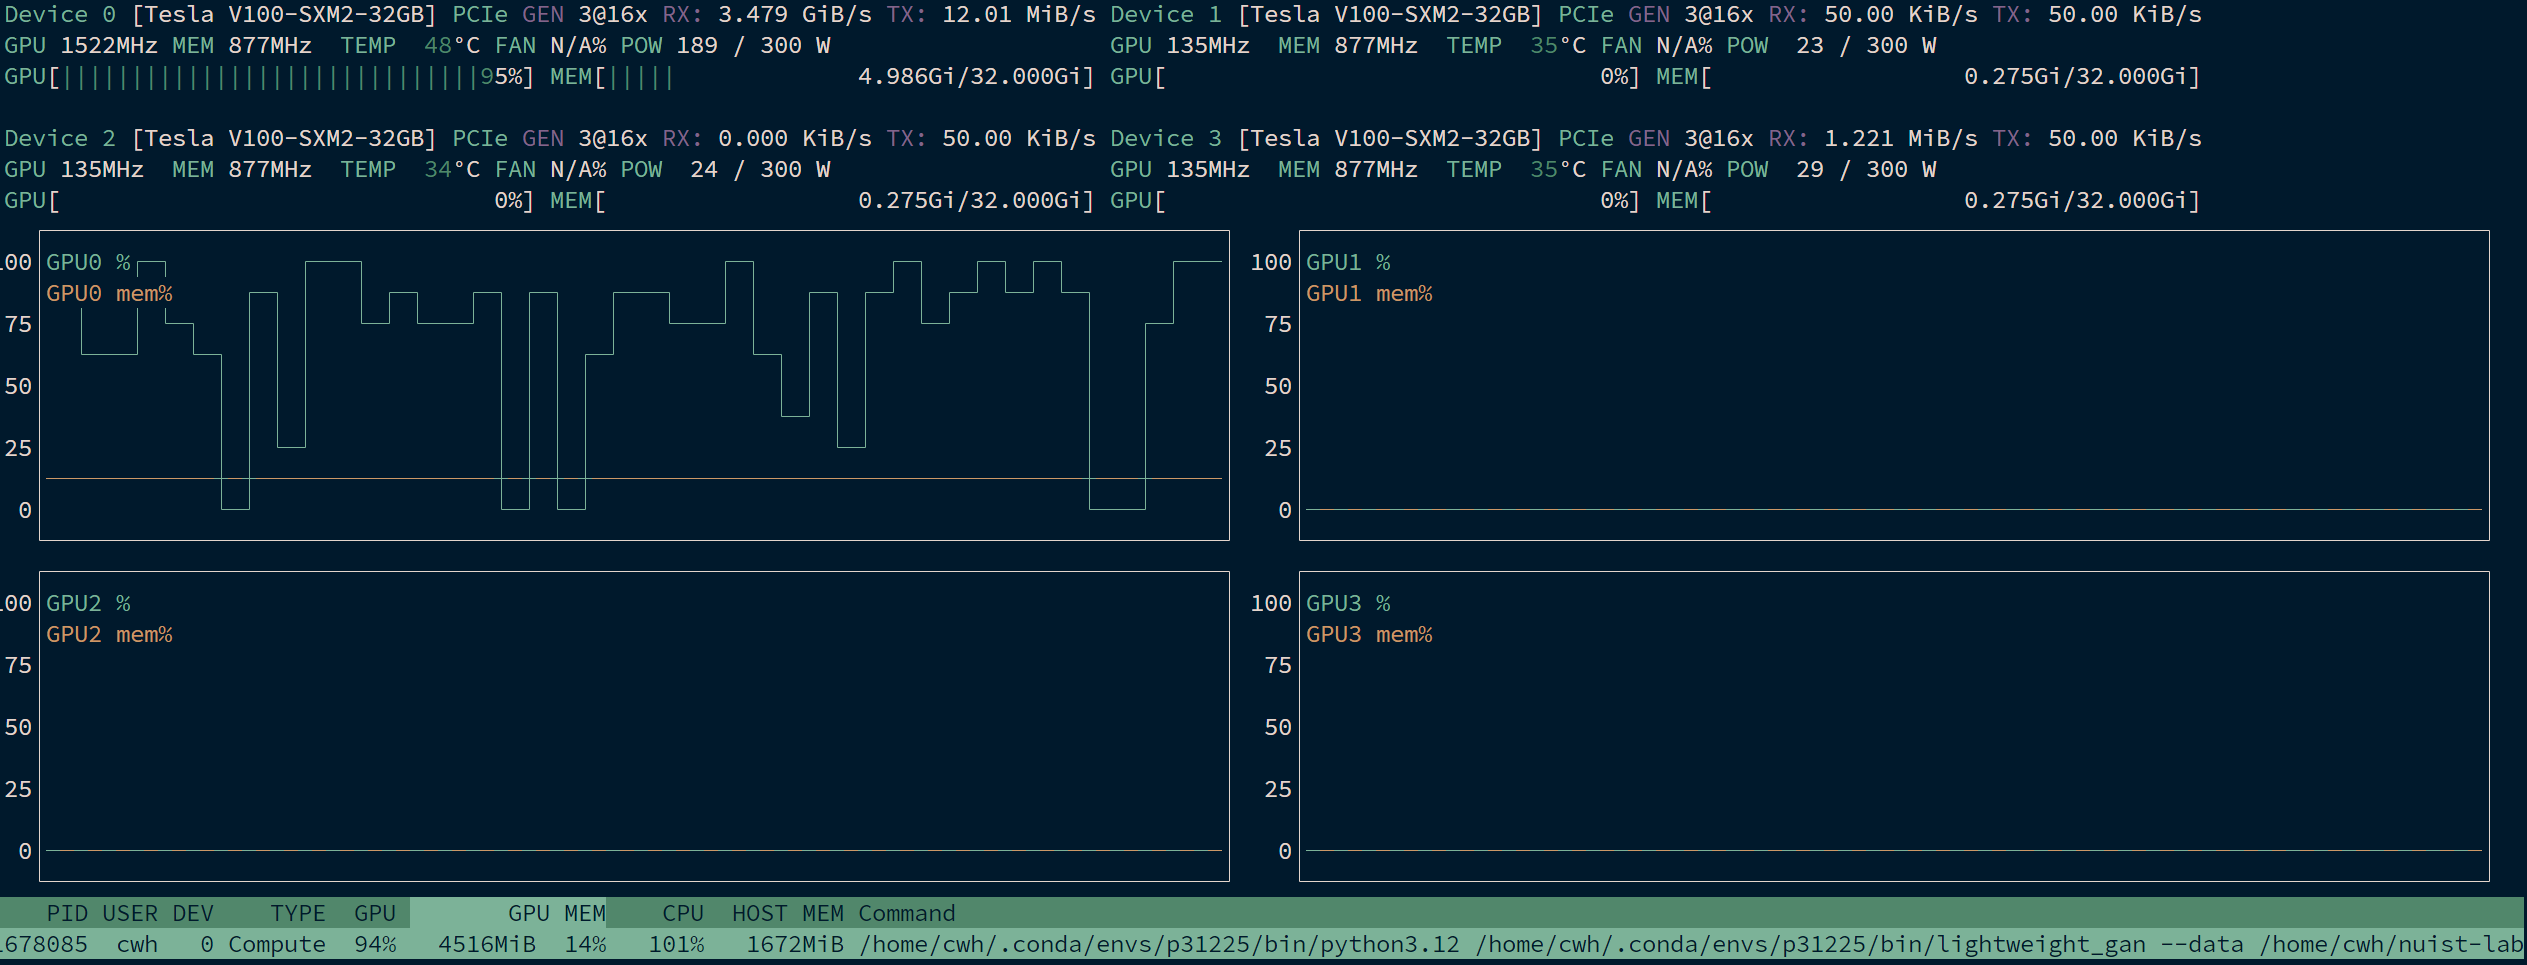 Device 0 [Tesla V100-SXM2-32GB] PCIe GEN 3@16x RX: 3.479 GiB/s TX: 12.01 MiB/s Device 1 [Tesla V100-SXM2-32GB] PCIe GEN 3@16x RX: 50.00 KiB/s TX: 50.00 KiB/s
GPU 1522MHz MEM 877MHz TEMP 48°C FAN N/A% POW 189 / 300 W GPU 135MHz MEM 877MHz TEMP 35°C FAN N/A% POW 23 / 300 W
GPU[||||||||||||||||||||||||||||||95%] MEM[||||| 4.986Gi/32.000Gi] GPU[ 0%] MEM[ 0.275Gi/32.000Gi]
Device 2 [Tesla V100-SXM2-32GB] PCIe GEN 3@16x RX: 0.000 KiB/s TX: 50.00 KiB/s Device 3 [Tesla V100-SXM2-32GB] PCIe GEN 3@16x RX: 1.221 MiB/s TX: 50.00 KiB/s
GPU 135MHz MEM 877MHz TEMP 34°C FAN N/A% POW 24 / 300 W GPU 135MHz MEM 877MHz TEMP 35°C FAN N/A% POW 29 / 300 W
GPU[ 0%] MEM[ 0.275Gi/32.000Gi] GPU[ 0%] MEM[ 0.275Gi/32.000Gi]
100 GPU0 % 100 GPU1 %
GPU0 mem% GPU1 mem%
75 75
50 50
25 25
0 0
100 GPU2 % 100 GPU3 %
GPU2 mem% GPU3 mem%
75 75
50 50
25 25
0 0
PID USER DEV TYPE GPU GPU MEM CPU HOST MEM Command
678085 cwh 0 Compute 94% 4516MiB 14% 101% 1672MiB /home/cwh/.conda/envs/p31225/bin/python3.12 /home/cwh/.conda/envs/p31225/bin/lightweight_gan --data /home/cwh/nuist-lab